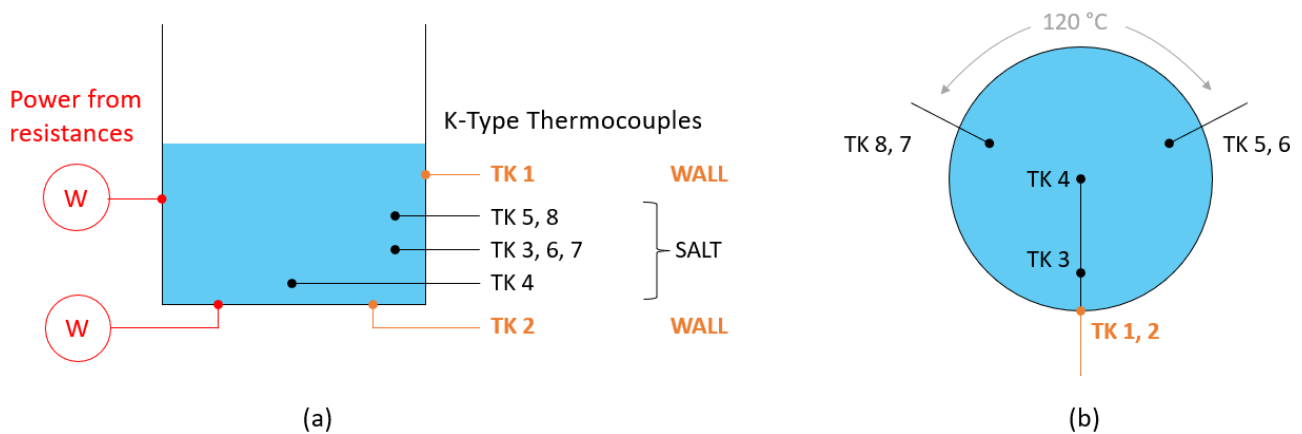 Power from
resistances
W
W
K-Type Thermocouples
TK 1 WALL
TK 5, 8
TK 3, 6, 7 SALT
TK 4
TK 2 WALL
(a)
120 °C
TK 8, 7
TK 5, 6
TK 4
TK 3
TK 1, 2
(b)